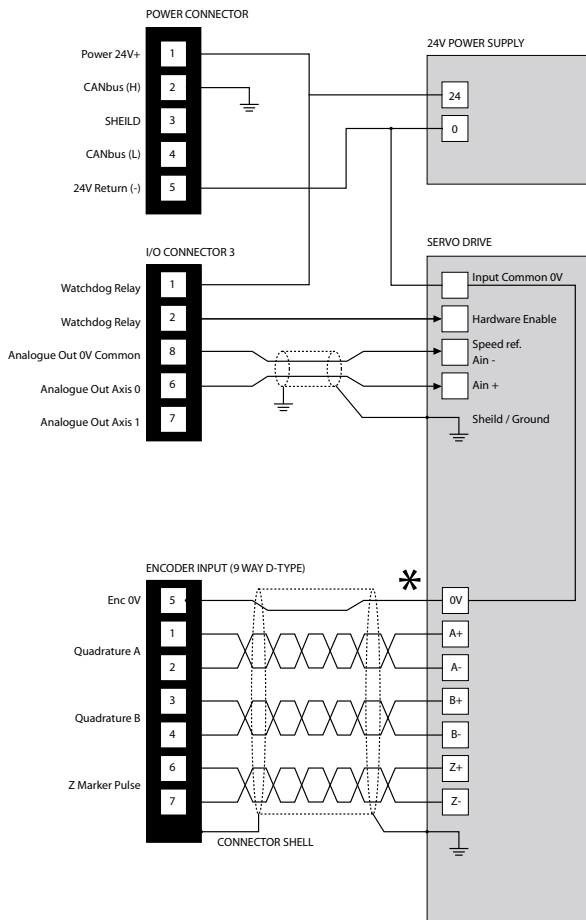 POWER CONNECTOR
Power 24V+
1
CANbus (H)
2
SHEILD
3
CANbus (L)
4
24V Return (-)
5
24V POWER SUPPLY
24
0
I/O CONNECTOR 3
Watchdog Relay
1
Watchdog Relay
2
Analogue Out 0V Common
8
Analogue Out Axis 0
6
Analogue Out Axis 1
7
SERVO DRIVE
Input Common 0V
Hardware Enable
Speed ref.
Ain -
Ain +
Sheild / Ground
ENCODER INPUT (9 WAY D-TYPE)
Enc 0V
5
Quadrature A
1
2
Quadrature B
3
4
Z Marker Pulse
6
7
CONNECTOR SHELL
*
0V
A+
A-
B+
B-
Z+
Z-